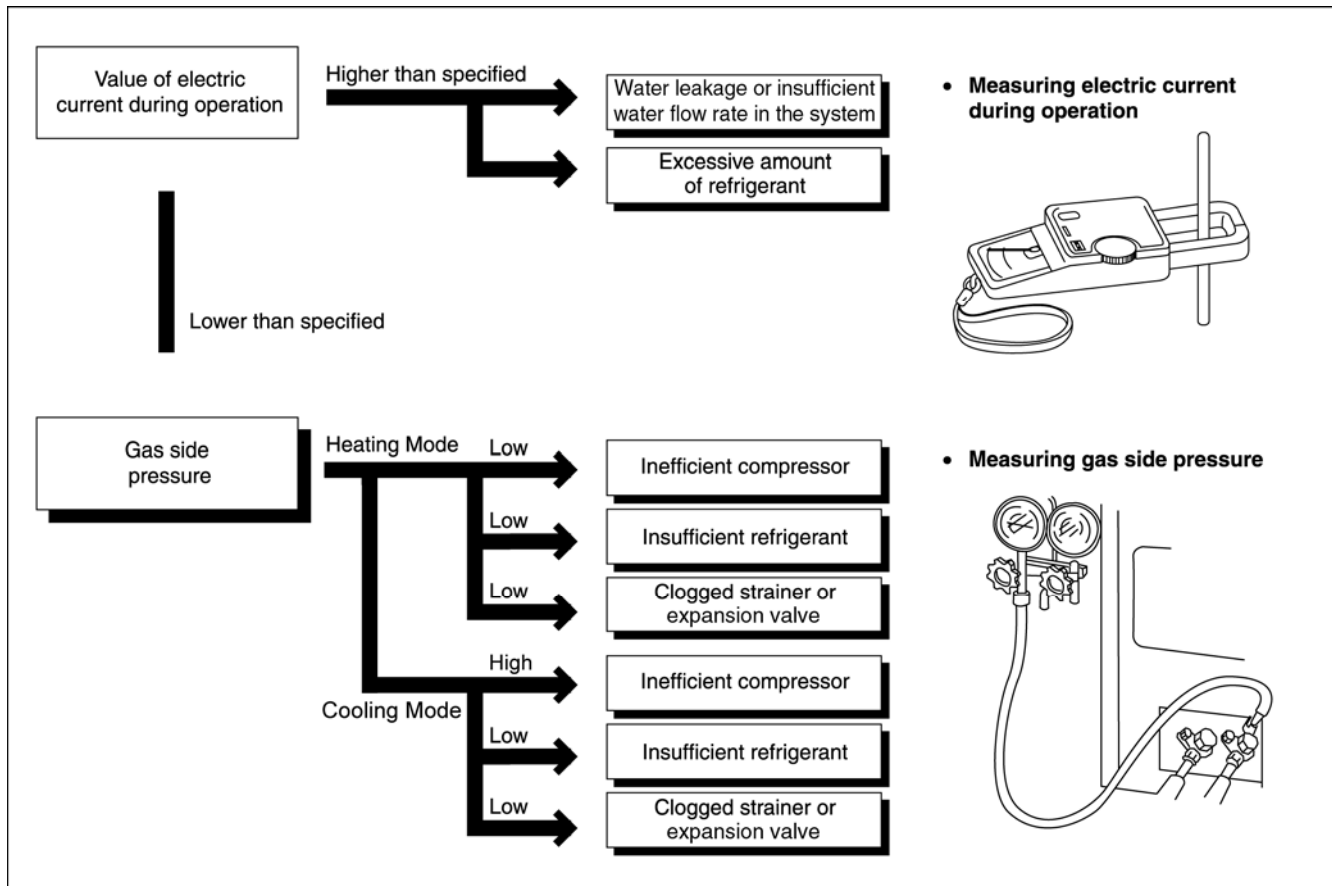 Value of electric
current during operation
Higher than specified
Water leakage or insufficient
water flow rate in the system
Excessive amount
of refrigerant
Lower than specified
Gas side
pressure
Heating Mode
Low
Inefficient compressor
Low
Insufficient refrigerant
Low
Clogged strainer or
expansion valve
High
Inefficient compressor
Cooling Mode
Low
Insufficient refrigerant
Low
Clogged strainer or
expansion valve
• Measuring electric current
during operation
• Measuring gas side pressure